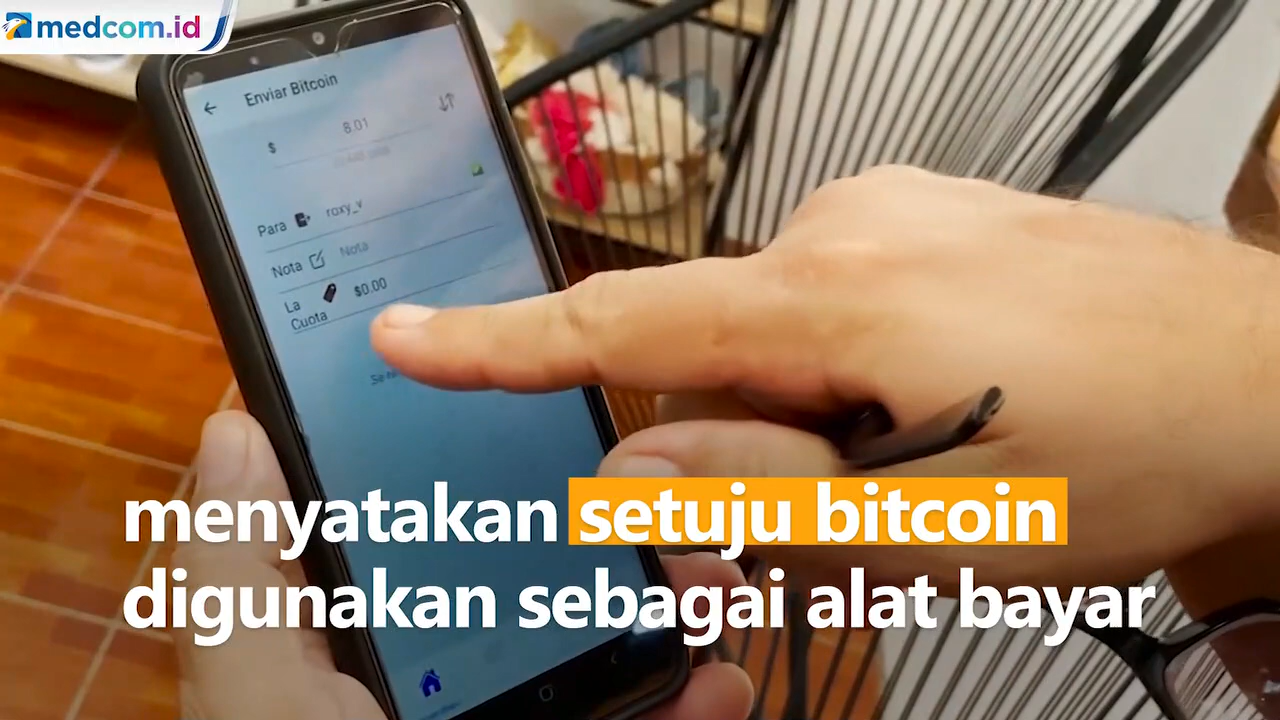 medcom.id
Enviar Bitcoin
$ 8.01
Para roxy_v
Nota Nota
La Cuota $0.00
menyatakan setuju bitcoin
digunakan sebagai alat bayar